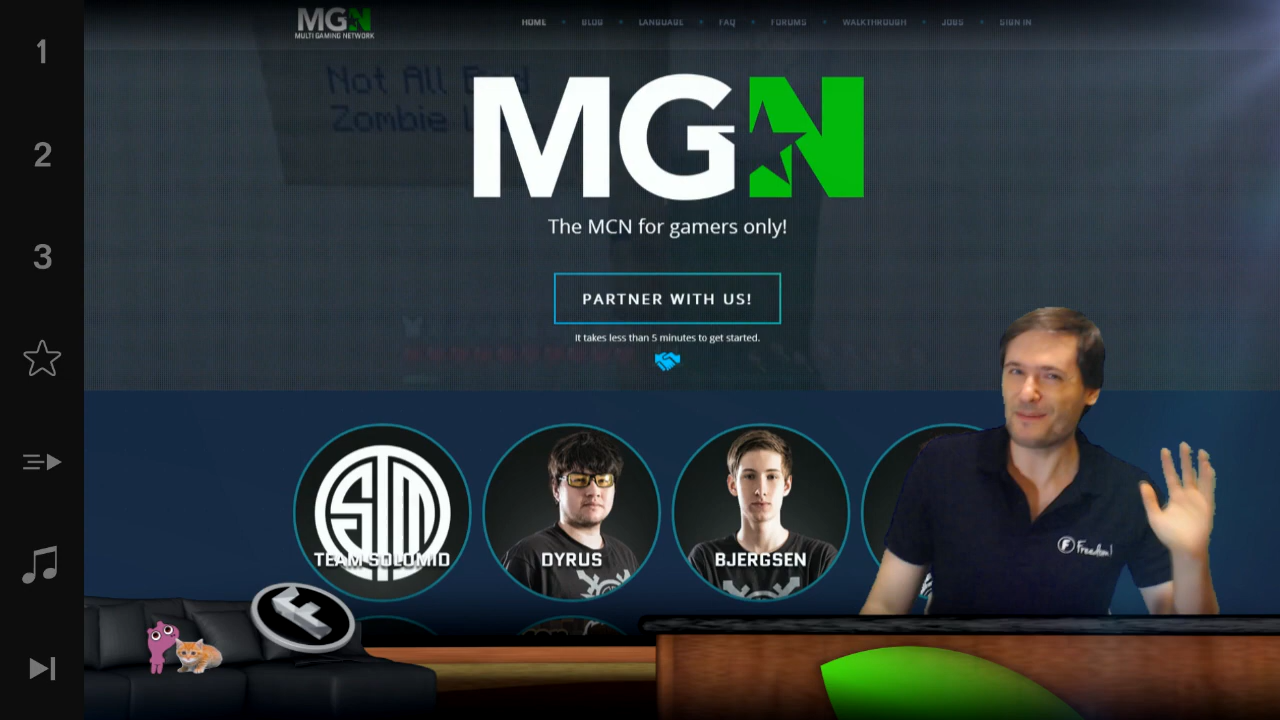 1
2
3
MGN
MULTI GAMING NETWORK
HOME • BLOG • LANGUAGE • FAQ • FORUMS • WALKTHROUGH • JOBS • SIGN IN
Not All
Zombie
MGN
The MCN for gamers only!
PARTNER WITH US!
It takes less than 5 minutes to get started.
TSM
TEAM SOLOMID
DYRUS
BJERGSEN
F Freedom!
F